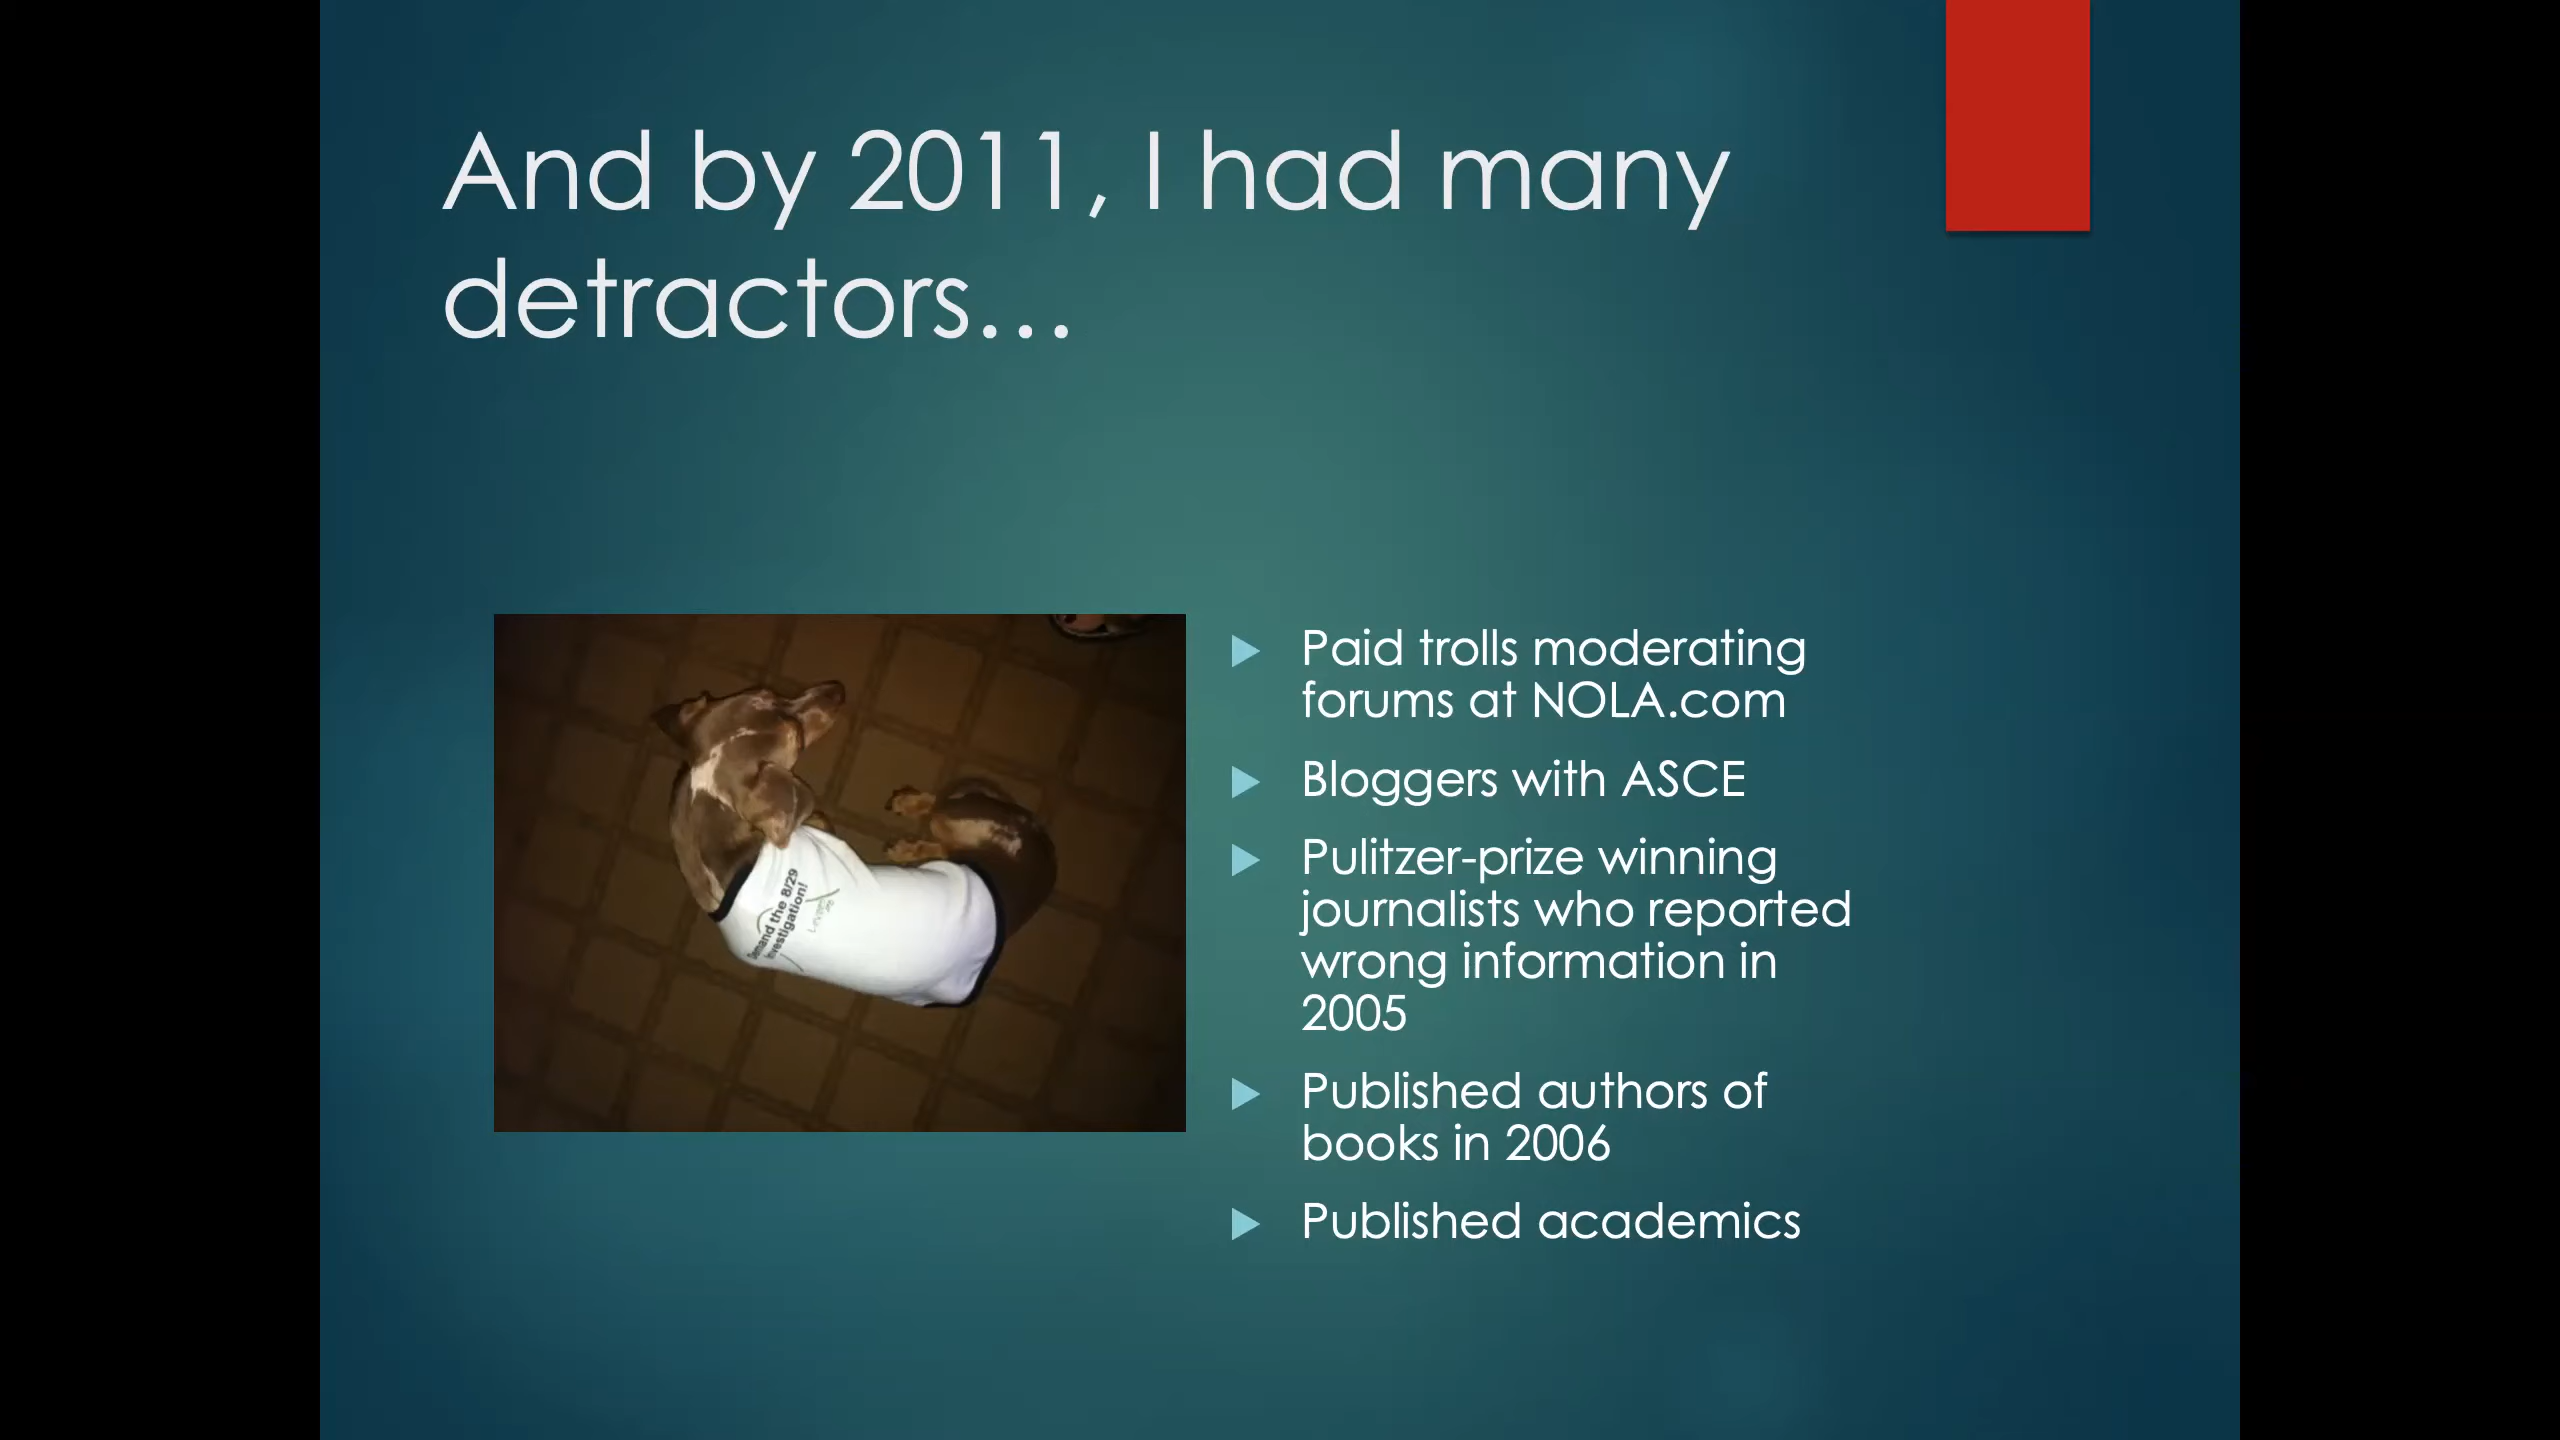 And by 2011, I had many
detractors...
Demand the 8/29
investigation!
Paid trolls moderating
forums at NOLA.com
Bloggers with ASCE
Pulitzer-prize winning
journalists who reported
wrong information in
2005
Published authors of
books in 2006
Published academics